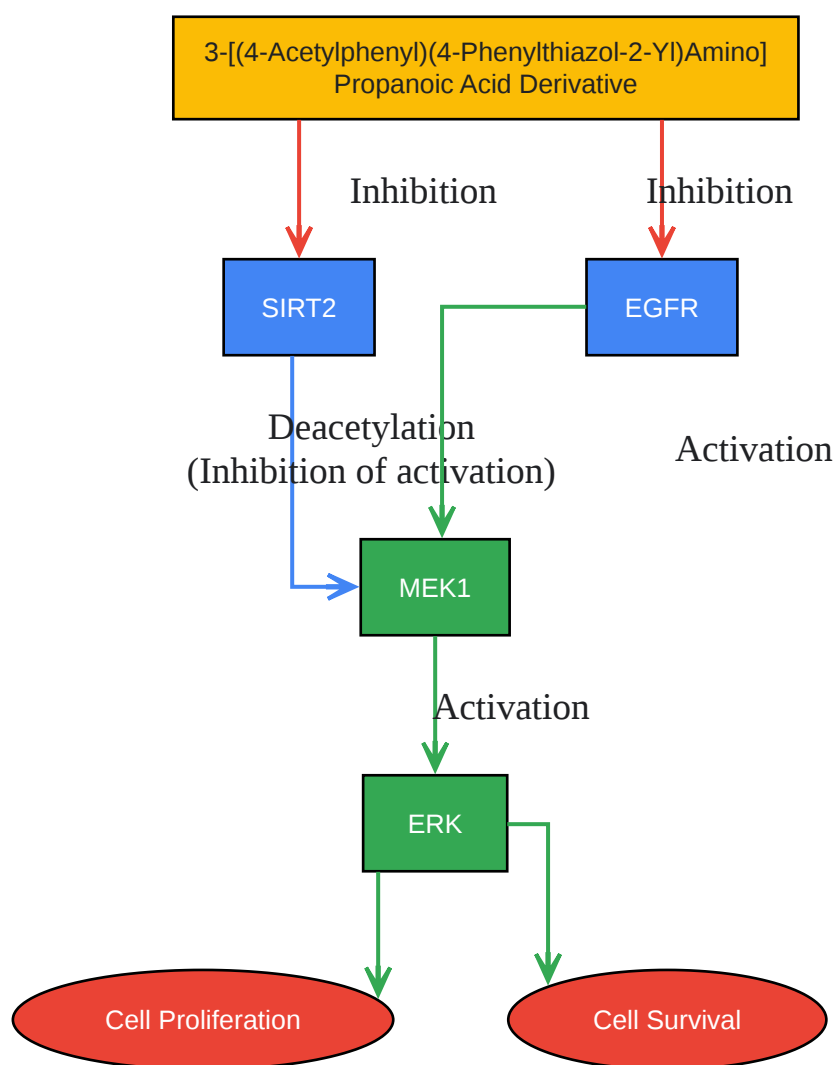 3-[(4-Acetylphenyl)(4-Phenylthiazol-2-Yl)Amino]
Propanoic Acid Derivative
Inhibition
Inhibition
SIRT2
EGFR
Deacetylation
(Inhibition of activation)
Activation
MEK1
Activation
ERK
Cell Proliferation
Cell Survival